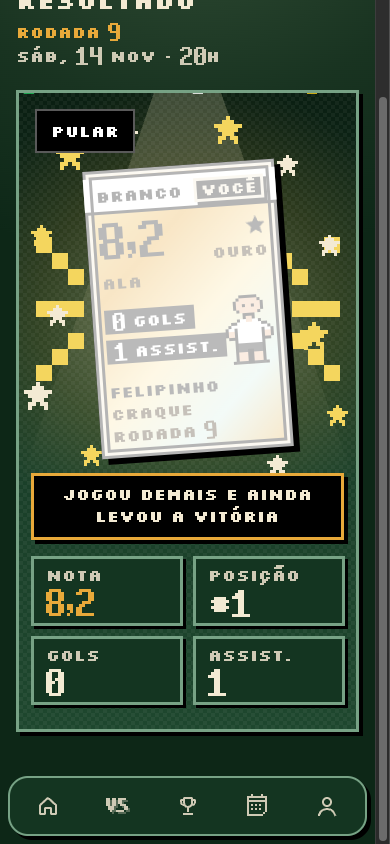 RESULTADO
RODADA 9
SÁB, 14 NOV · 20H
PULAR
BRANCO VOCÊ
8,2
OURO
ALA
0 GOLS
1 ASSIST.
FELIPINHO
CRAQUE
RODADA 9
JOGOU DEMAIS E AINDA
LEVOU A VITÓRIA
NOTA
8,2
POSIÇÃO
#1
GOLS
0
ASSIST.
1
VS